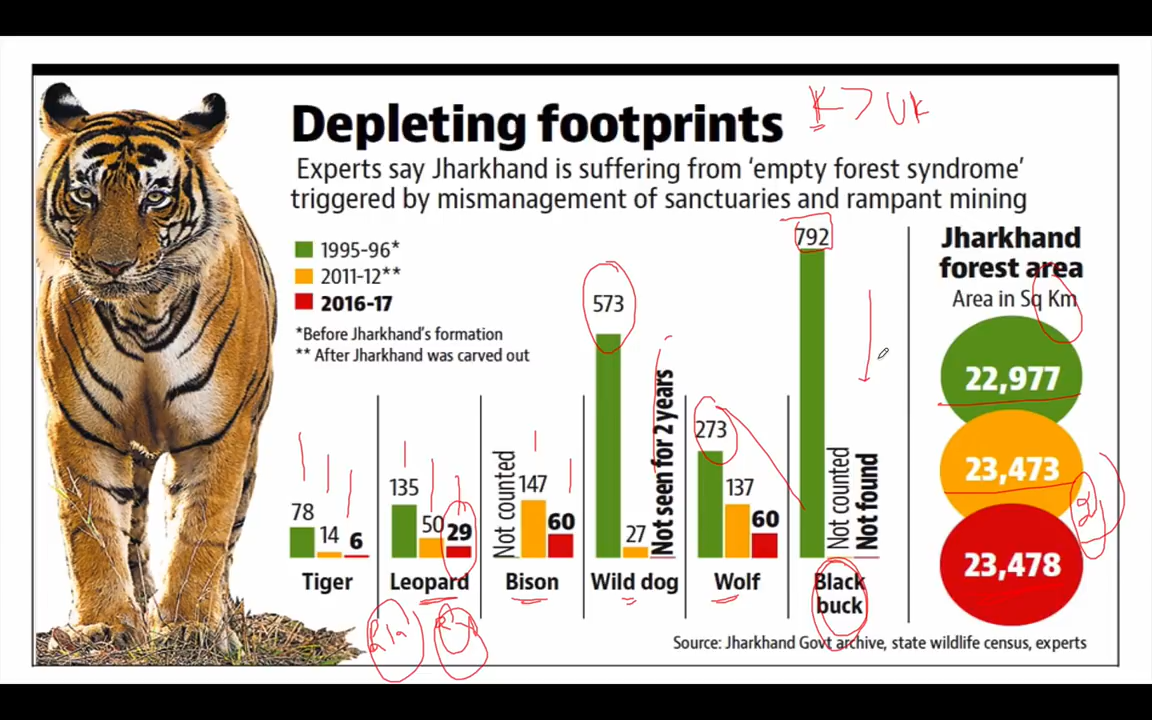 Depleting footprints
K > UK
Experts say Jharkhand is suffering from ‘empty forest syndrome’
triggered by mismanagement of sanctuaries and rampant mining
1995-96*
2011-12**
2016-17
*Before Jharkhand's formation
** After Jharkhand was carved out
78
14
6
Tiger
135
50
29
Leopard
Not counted
147
60
Bison
573
27
Not seen for 2 years
Wild dog
273
137
60
Wolf
792
Not counted
Not found
Black
buck
Jharkhand
forest area
Area in Sq Km
22,977
23,473
23,478
Source: Jharkhand Govt archive, state wildlife census, experts